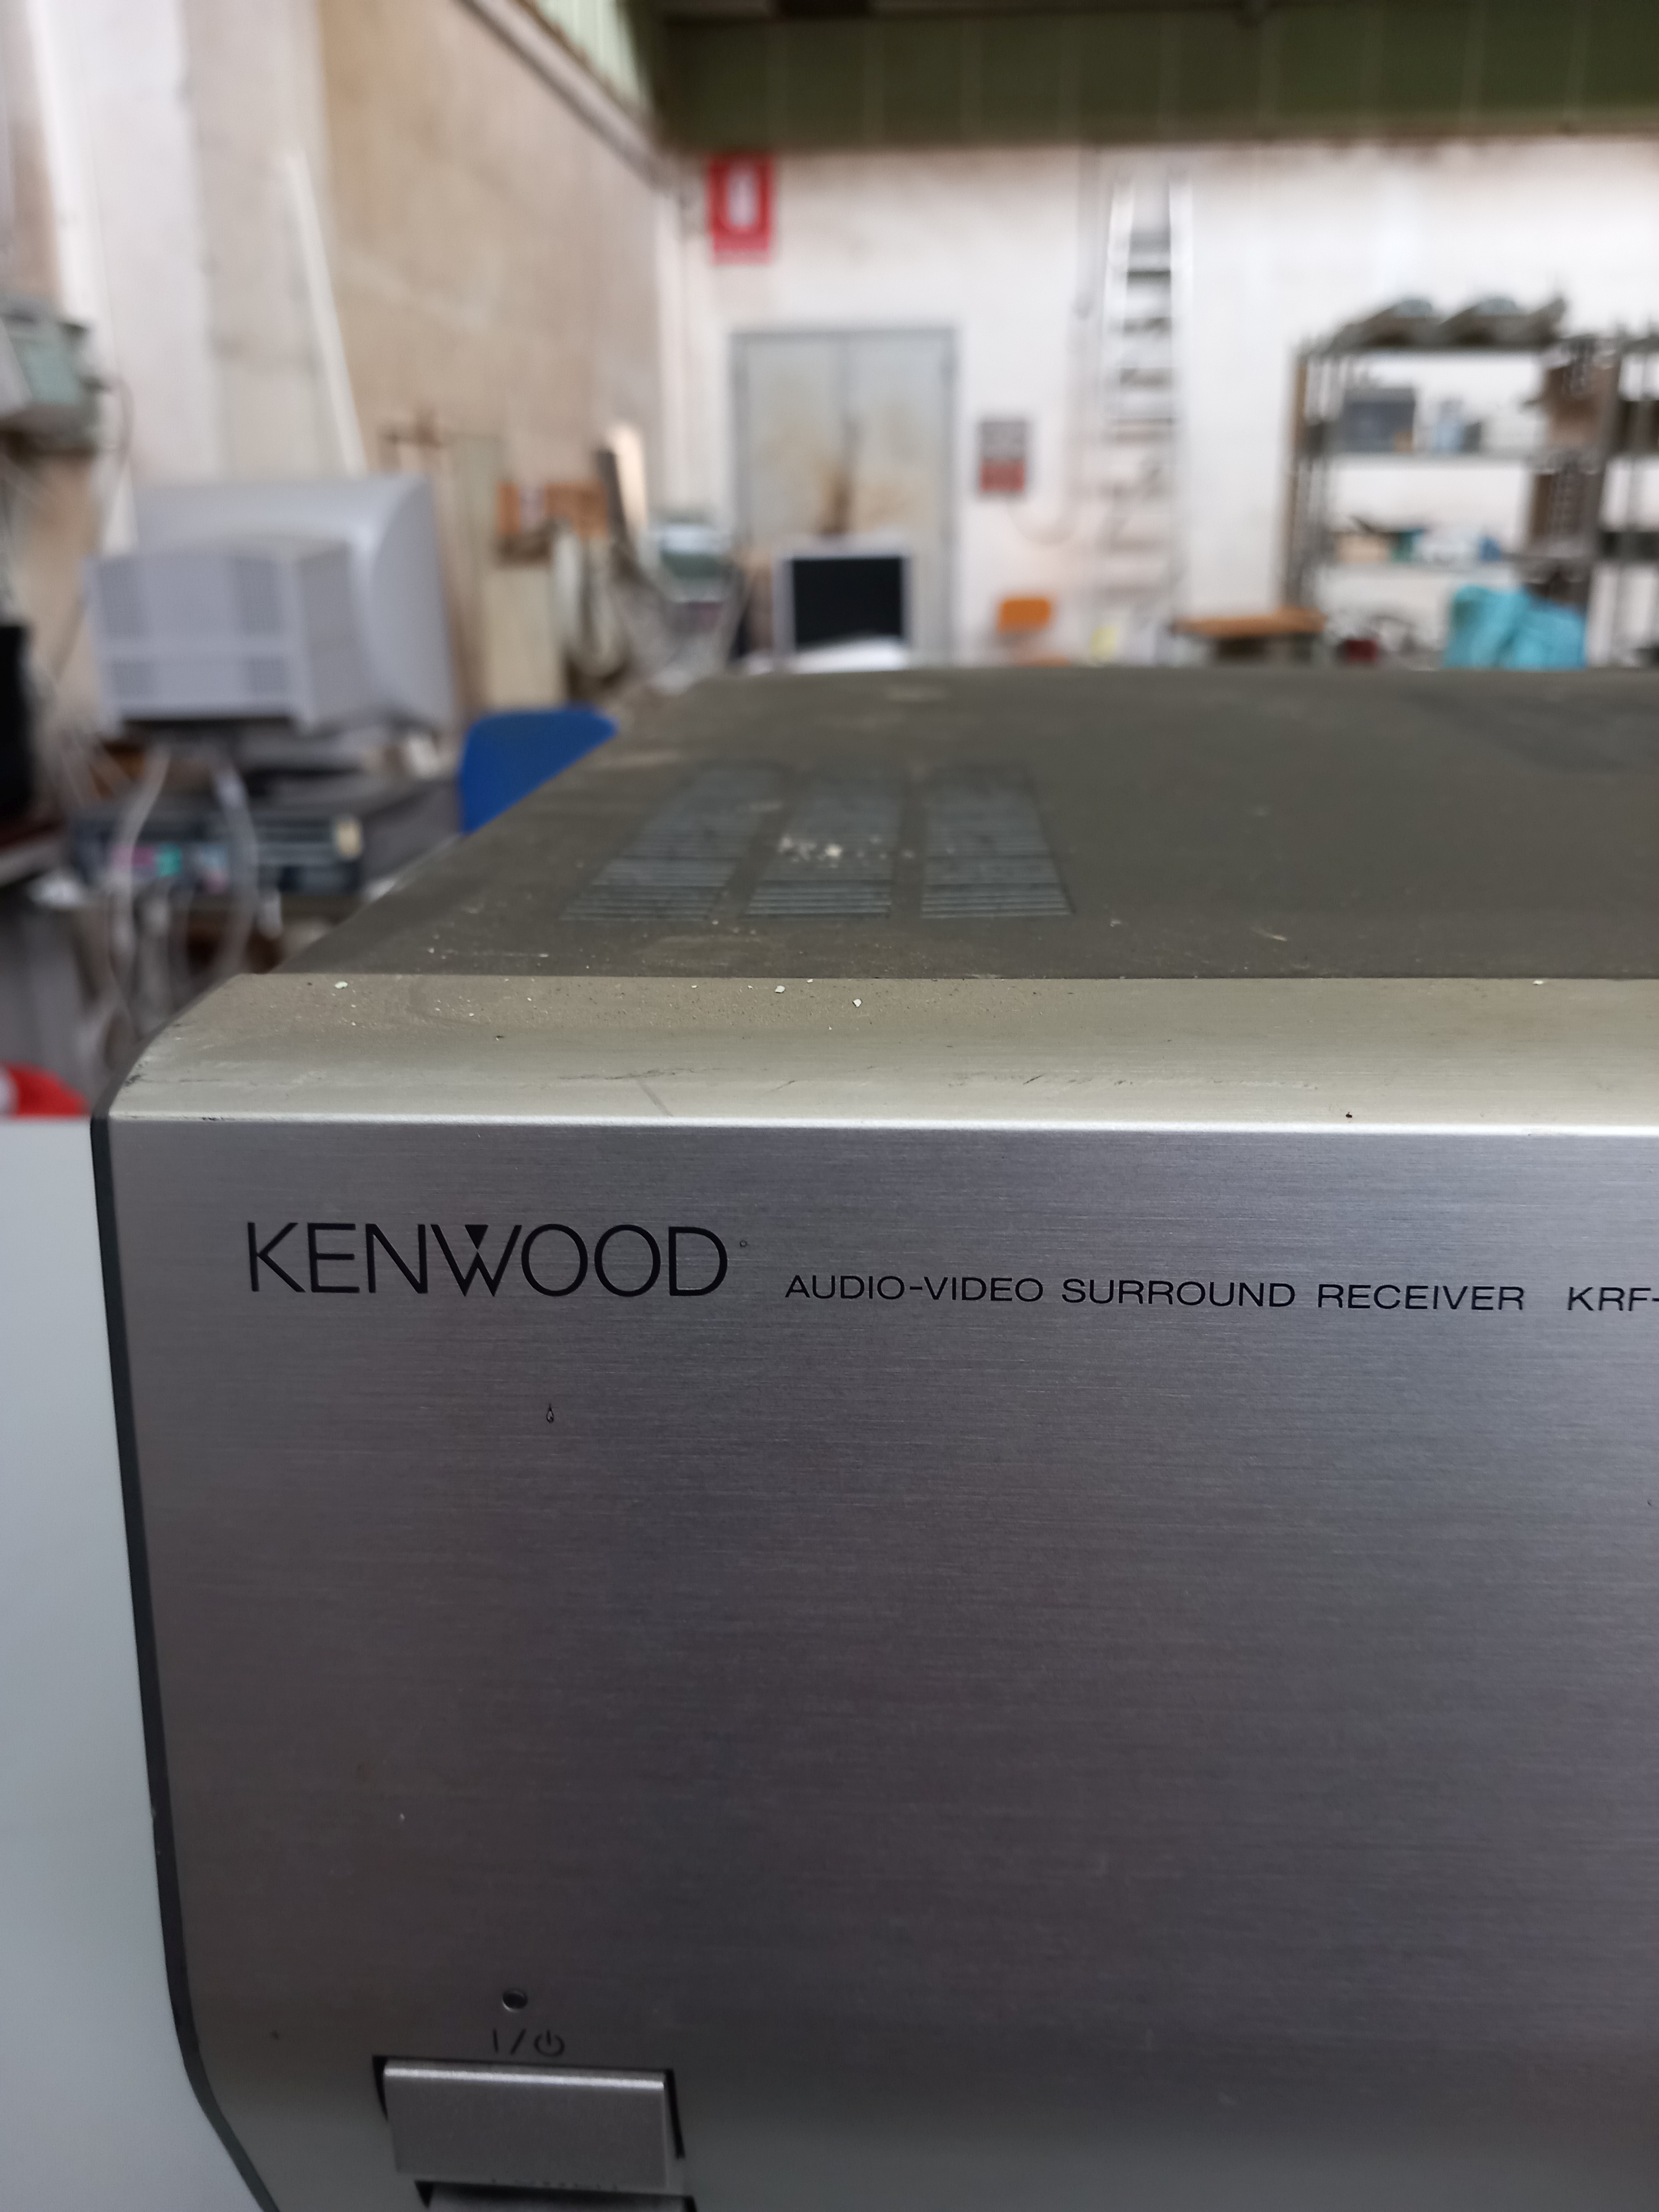 KENWOOD AUDIO-VIDEO SURROUND RECEIVER KRF-